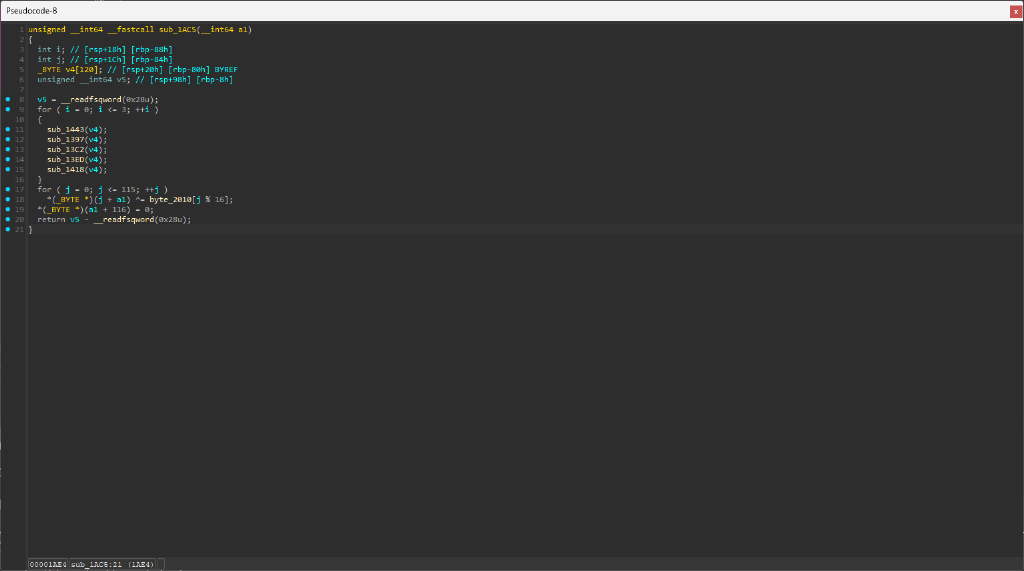 Pseudocode-B
x
1 unsigned __int64 __fastcall sub_1AC5(__int64 a1)
2 {
3 int i; // [rsp+18h] [rbp-88h]
4 int j; // [rsp+1Ch] [rbp-84h]
5 _BYTE v4[120]; // [rsp+20h] [rbp-80h] BYREF
6 unsigned __int64 v5; // [rsp+98h] [rbp-8h]
7
8 v5 = __readfsqword(0x28u);
9 for ( i = 0; i <= 3; ++i )
10 {
11 sub_1443(v4);
12 sub_1397(v4);
13 sub_13C2(v4);
14 sub_13ED(v4);
15 sub_1418(v4);
16 }
17 for ( j = 0; j <= 115; ++j )
18 *(_BYTE *)(j + a1) ^= byte_2010[j % 16];
19 *(_BYTE *)(a1 + 116) = 0;
20 return v5 - __readfsqword(0x28u);
21 }
00001AE4 sub_1AC5:21 (1AE4)